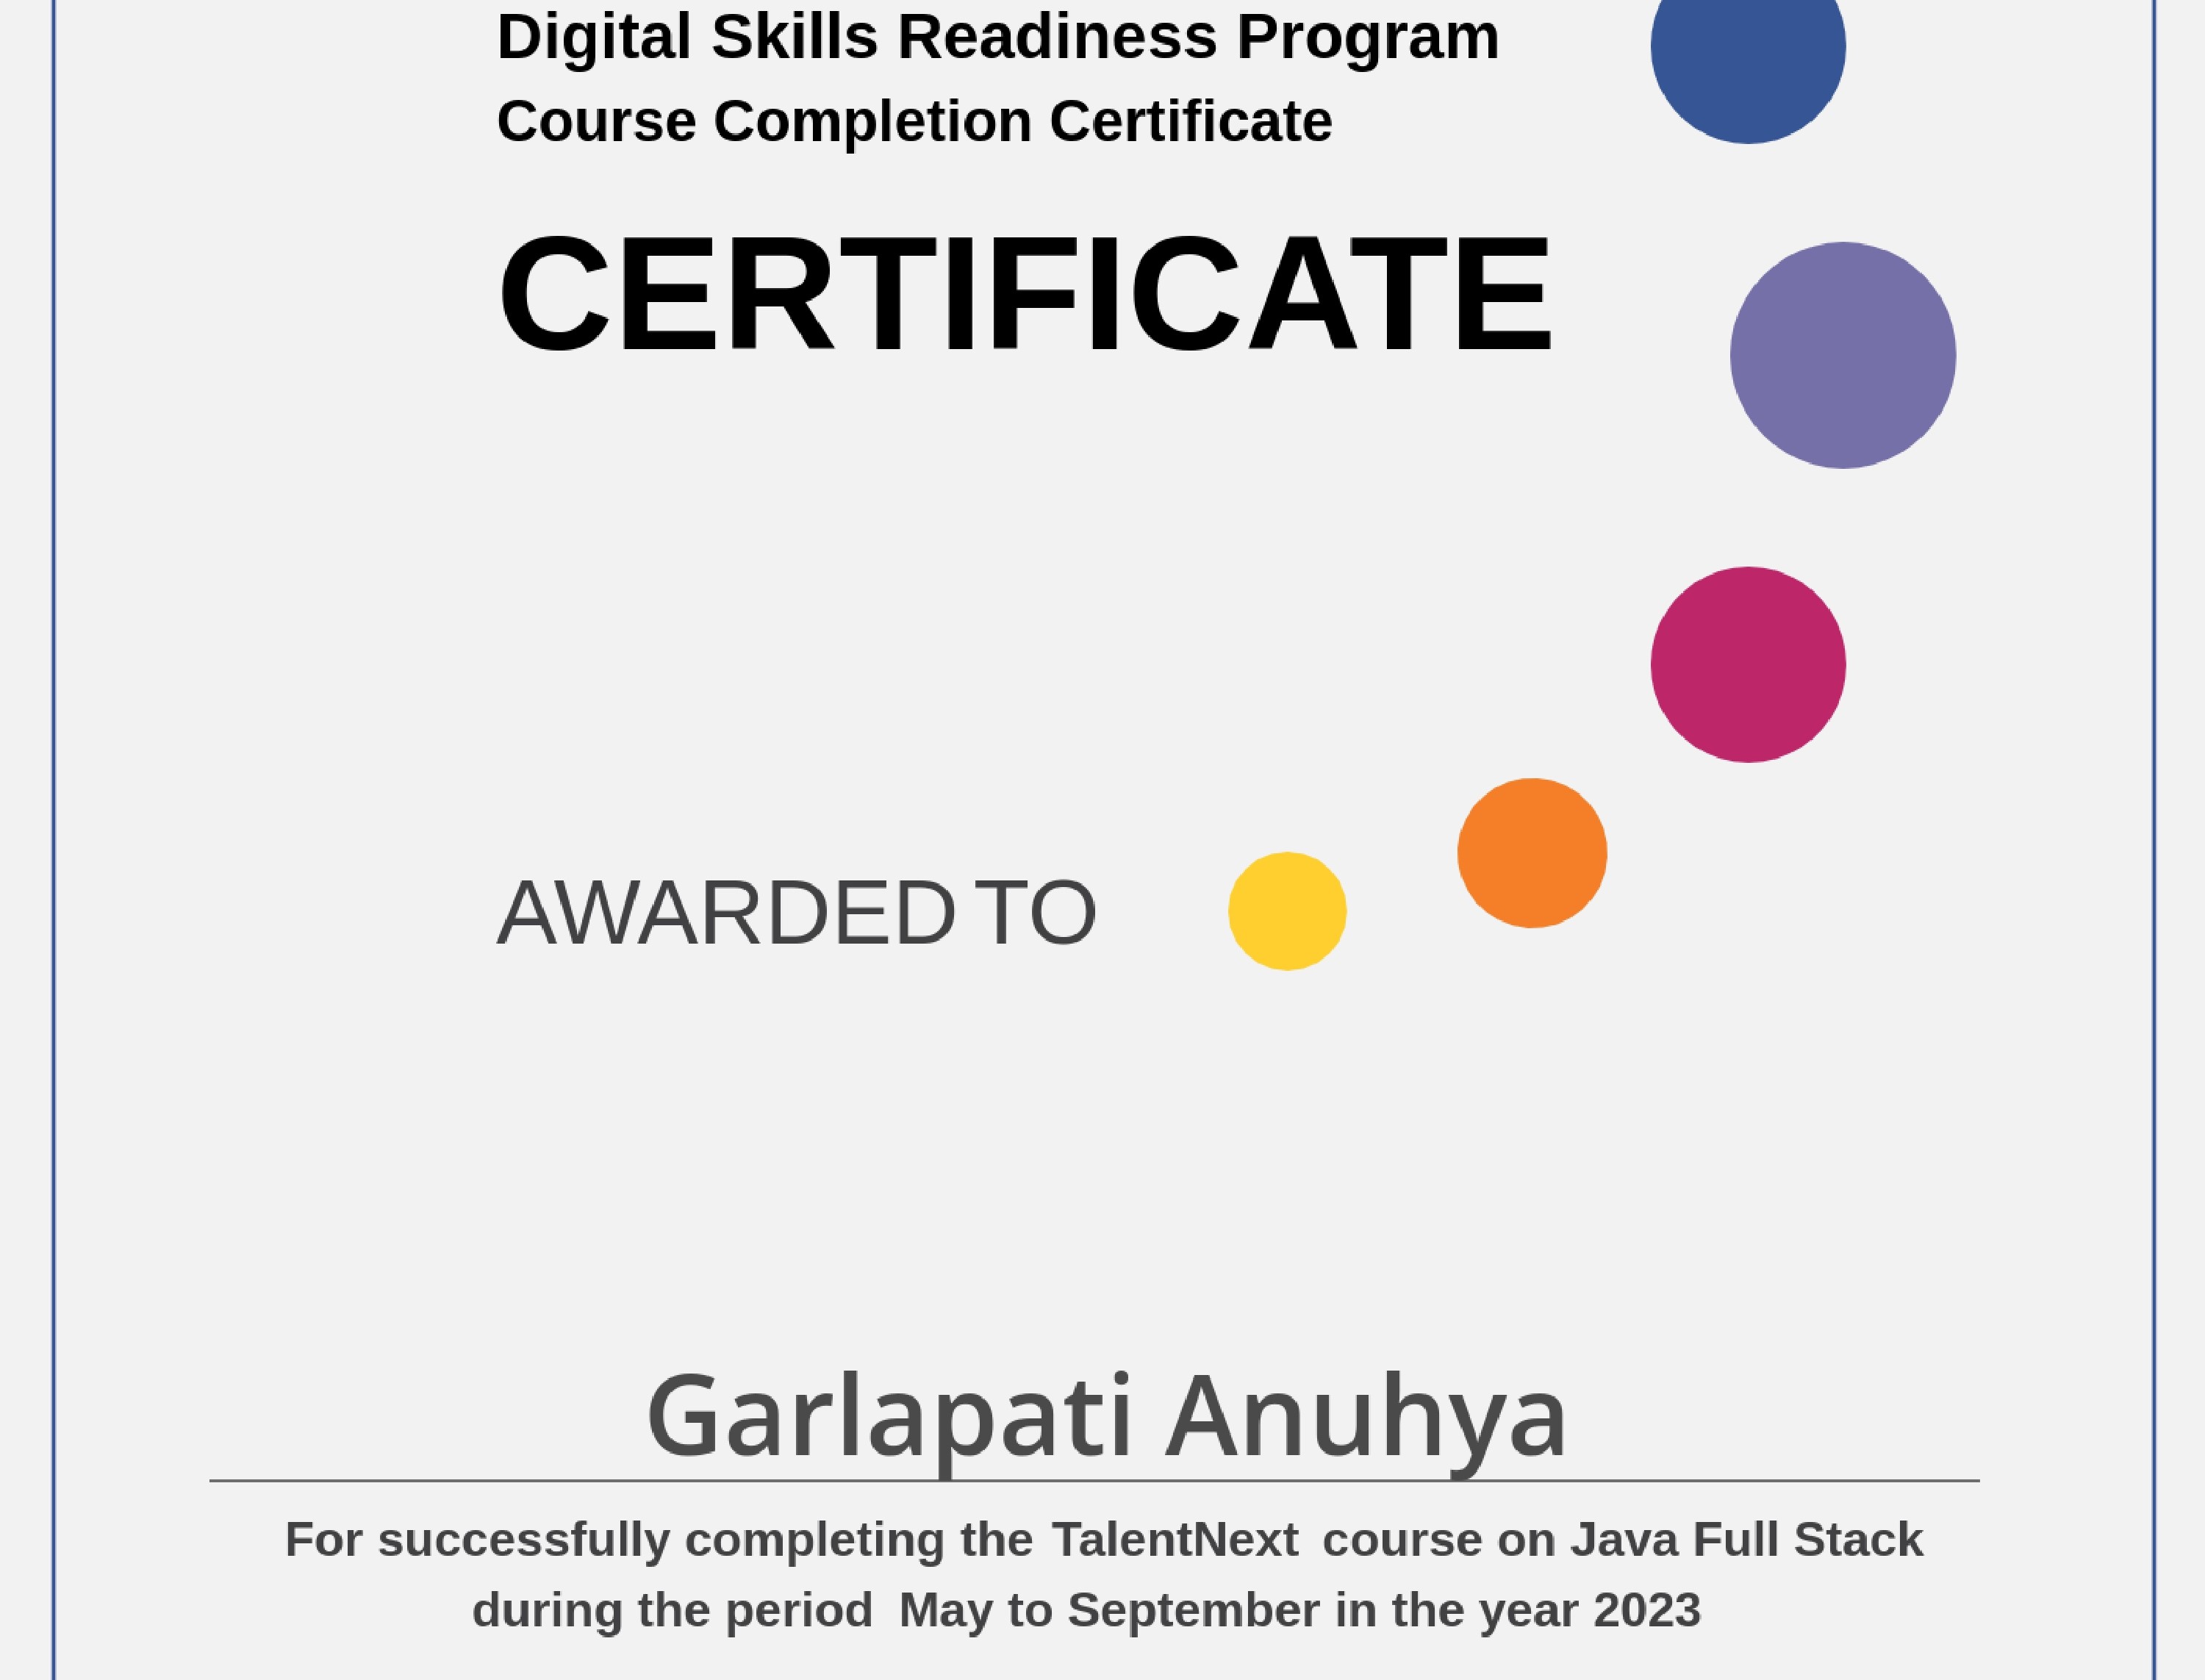 Digital Skills Readiness Program
Course Completion Certificate
CERTIFICATE
AWARDED TO
Garlapati Anuhya
For successfully completing the TalentNext course on Java Full Stack
during the period May to September in the year 2023